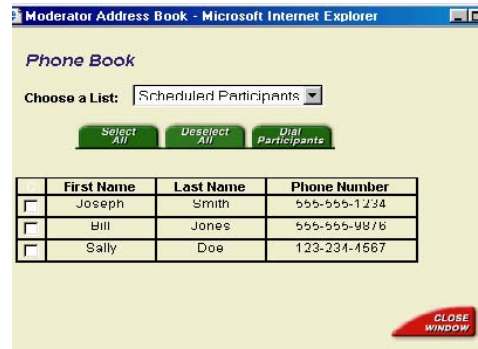 Moderator Address Book - Microsoft Internet Explorer
Phone Book
Choose a List: Scheduled Participants
Select All Deselect All Dial Participants
First Name Last Name Phone Number
Joseph Smith 555-555-1234
Bill Jones 555-555-9876
Sally Doe 123-234-4567
CLOSE
WINDOW